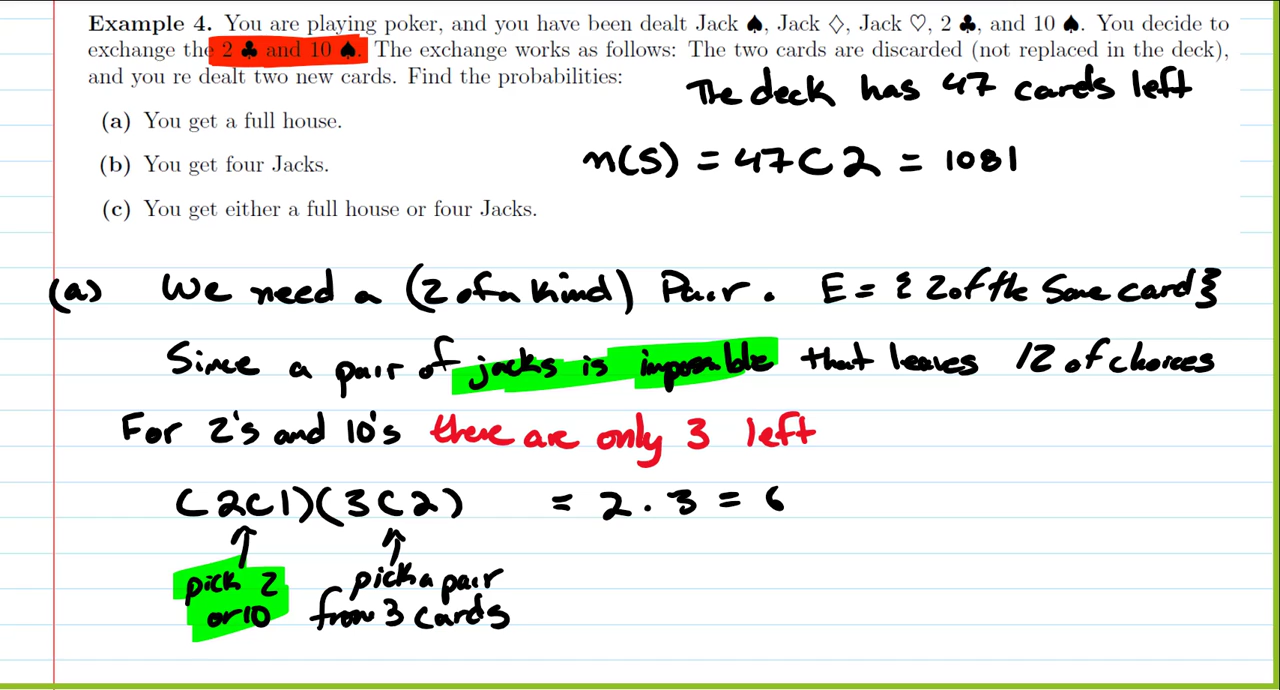 Example 4. You are playing poker, and you have been dealt Jack ♠, Jack ♢, Jack ♡, 2 ♣, and 10 ♠. You decide to
exchange the 2 ♣ and 10 ♠. The exchange works as follows: The two cards are discarded (not replaced in the deck),
and you re dealt two new cards. Find the probabilities:
The deck has 47 cards left
(a) You get a full house.
(b) You get four Jacks.
n(S) = 47C2 = 1081
(c) You get either a full house or four Jacks.
(a) We need a (2 of a kind) Pair. E = {2 of the Same card}
Since a pair of jacks is impossible that leaves 12 of choices
For 2's and 10's there are only 3 left
(2C1)(3C2) = 2 · 3 = 6
pick 2 or 10
pick a pair from 3 cards